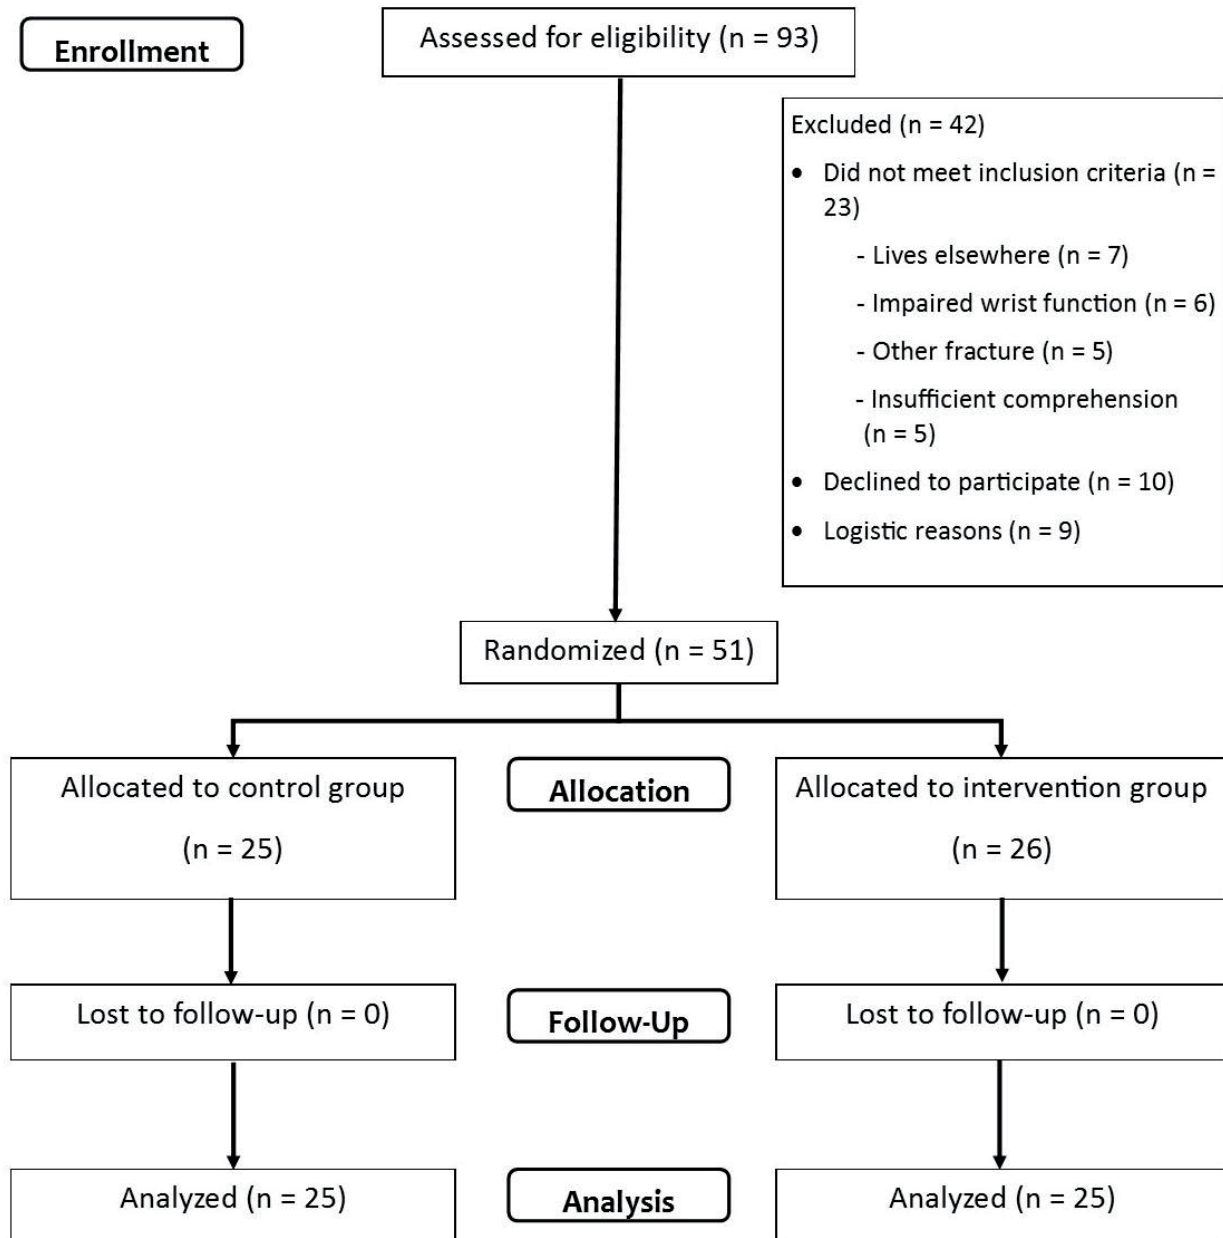 Enrollment
Assessed for eligibility (n = 93)
Excluded (n = 42)
• Did not meet inclusion criteria (n =
23)
- Lives elsewhere (n = 7)
- Impaired wrist function (n = 6)
- Other fracture (n = 5)
- Insufficient comprehension
(n = 5)
• Declined to participate (n = 10)
• Logistic reasons (n = 9)
Randomized (n = 51)
Allocated to control group
(n = 25)
Allocation
Allocated to intervention group
(n = 26)
Lost to follow-up (n = 0)
Follow-Up
Lost to follow-up (n = 0)
Analyzed (n = 25)
Analysis
Analyzed (n = 25)